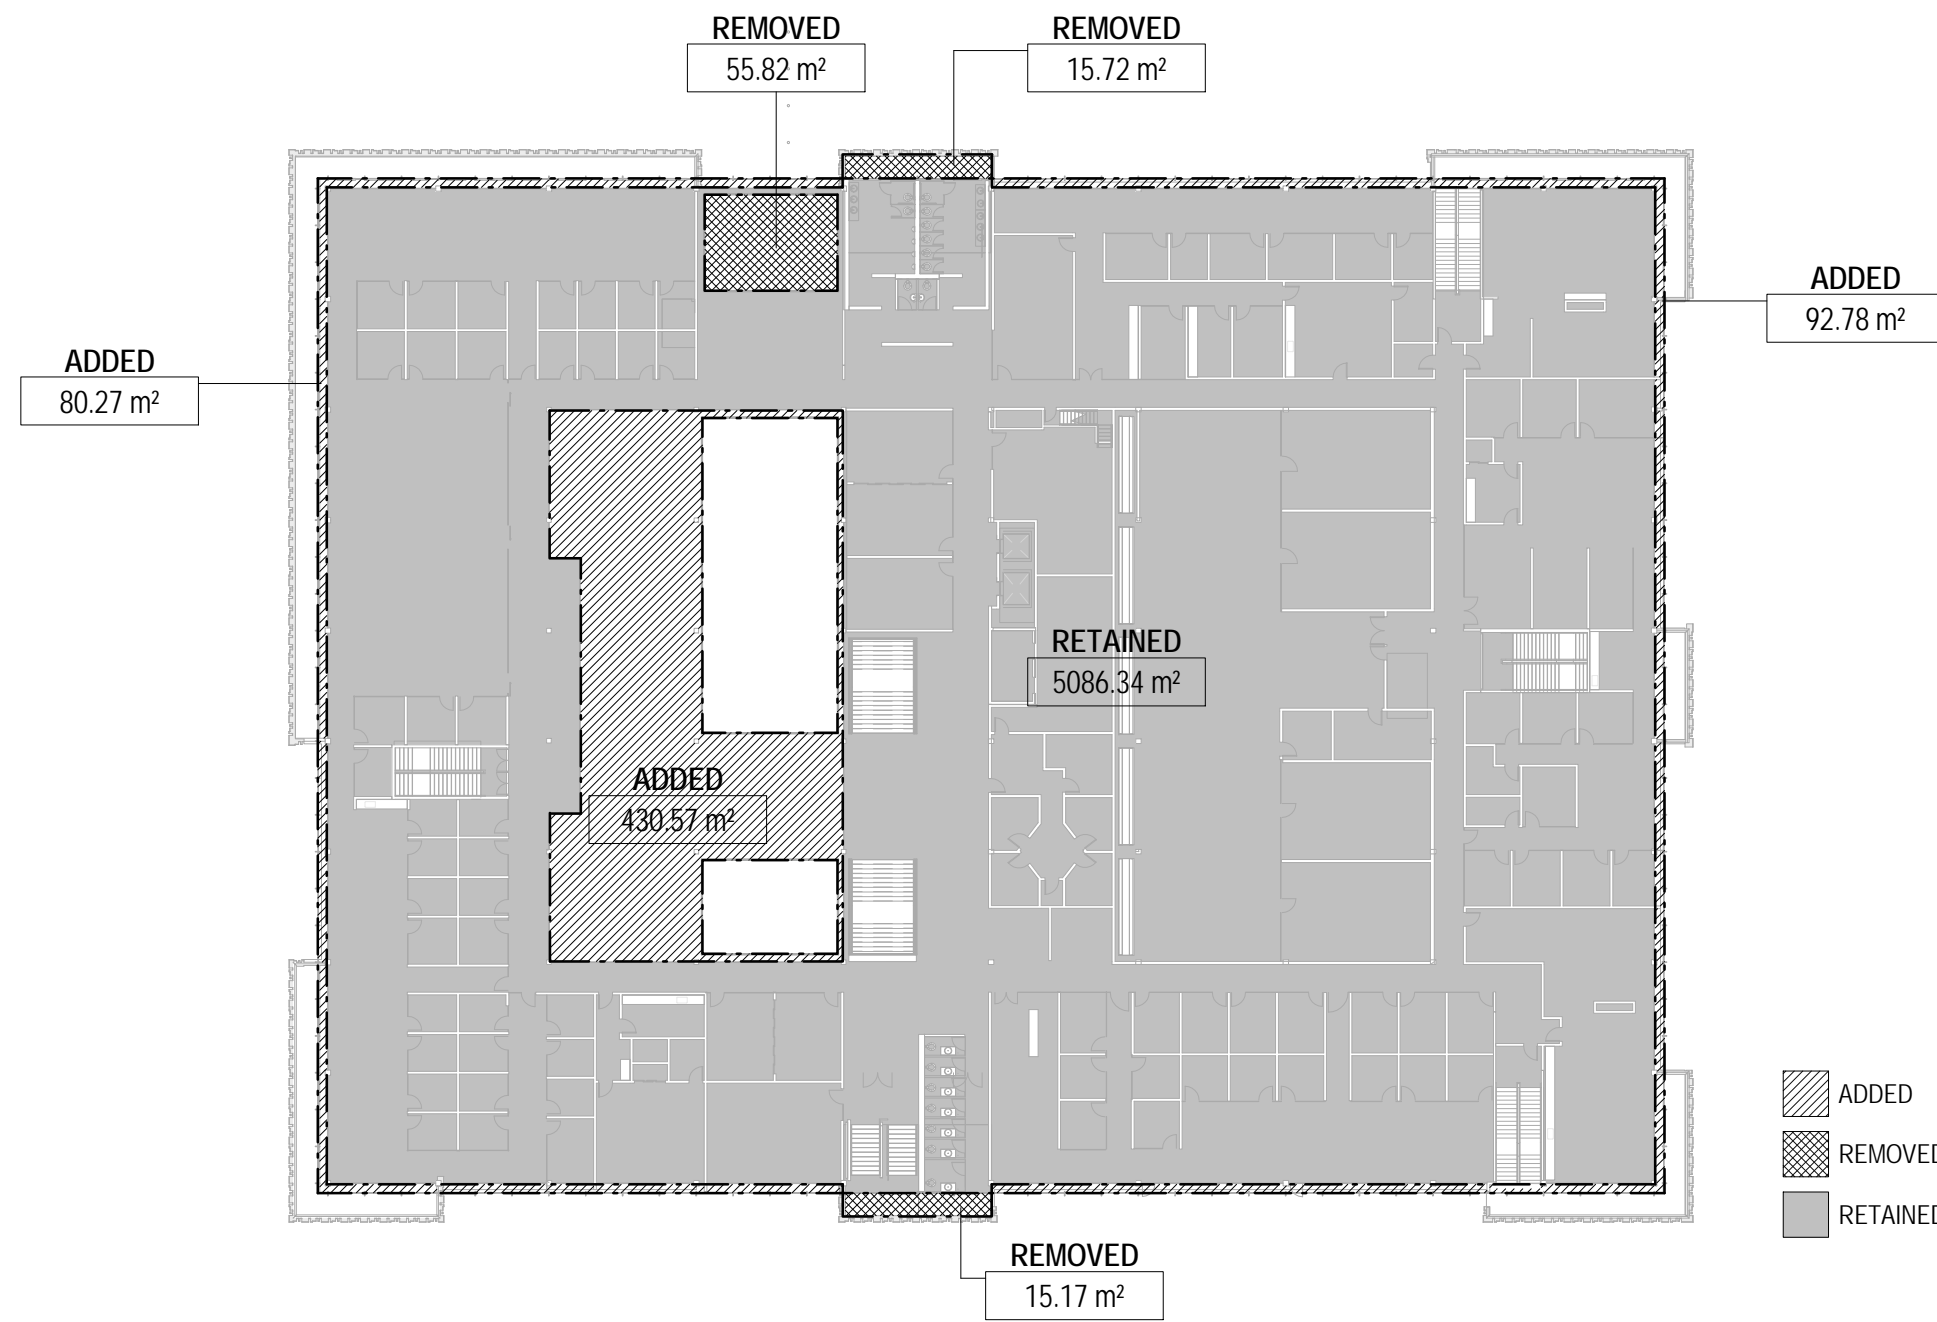 REMOVED
55.82 m²
REMOVED
15.72 m²
ADDED
92.78 m²
ADDED
80.27 m²
RETAINED
5086.34 m²
ADDED
430.57 m²
ADDED
REMOVED
RETAINED
REMOVED
15.17 m²